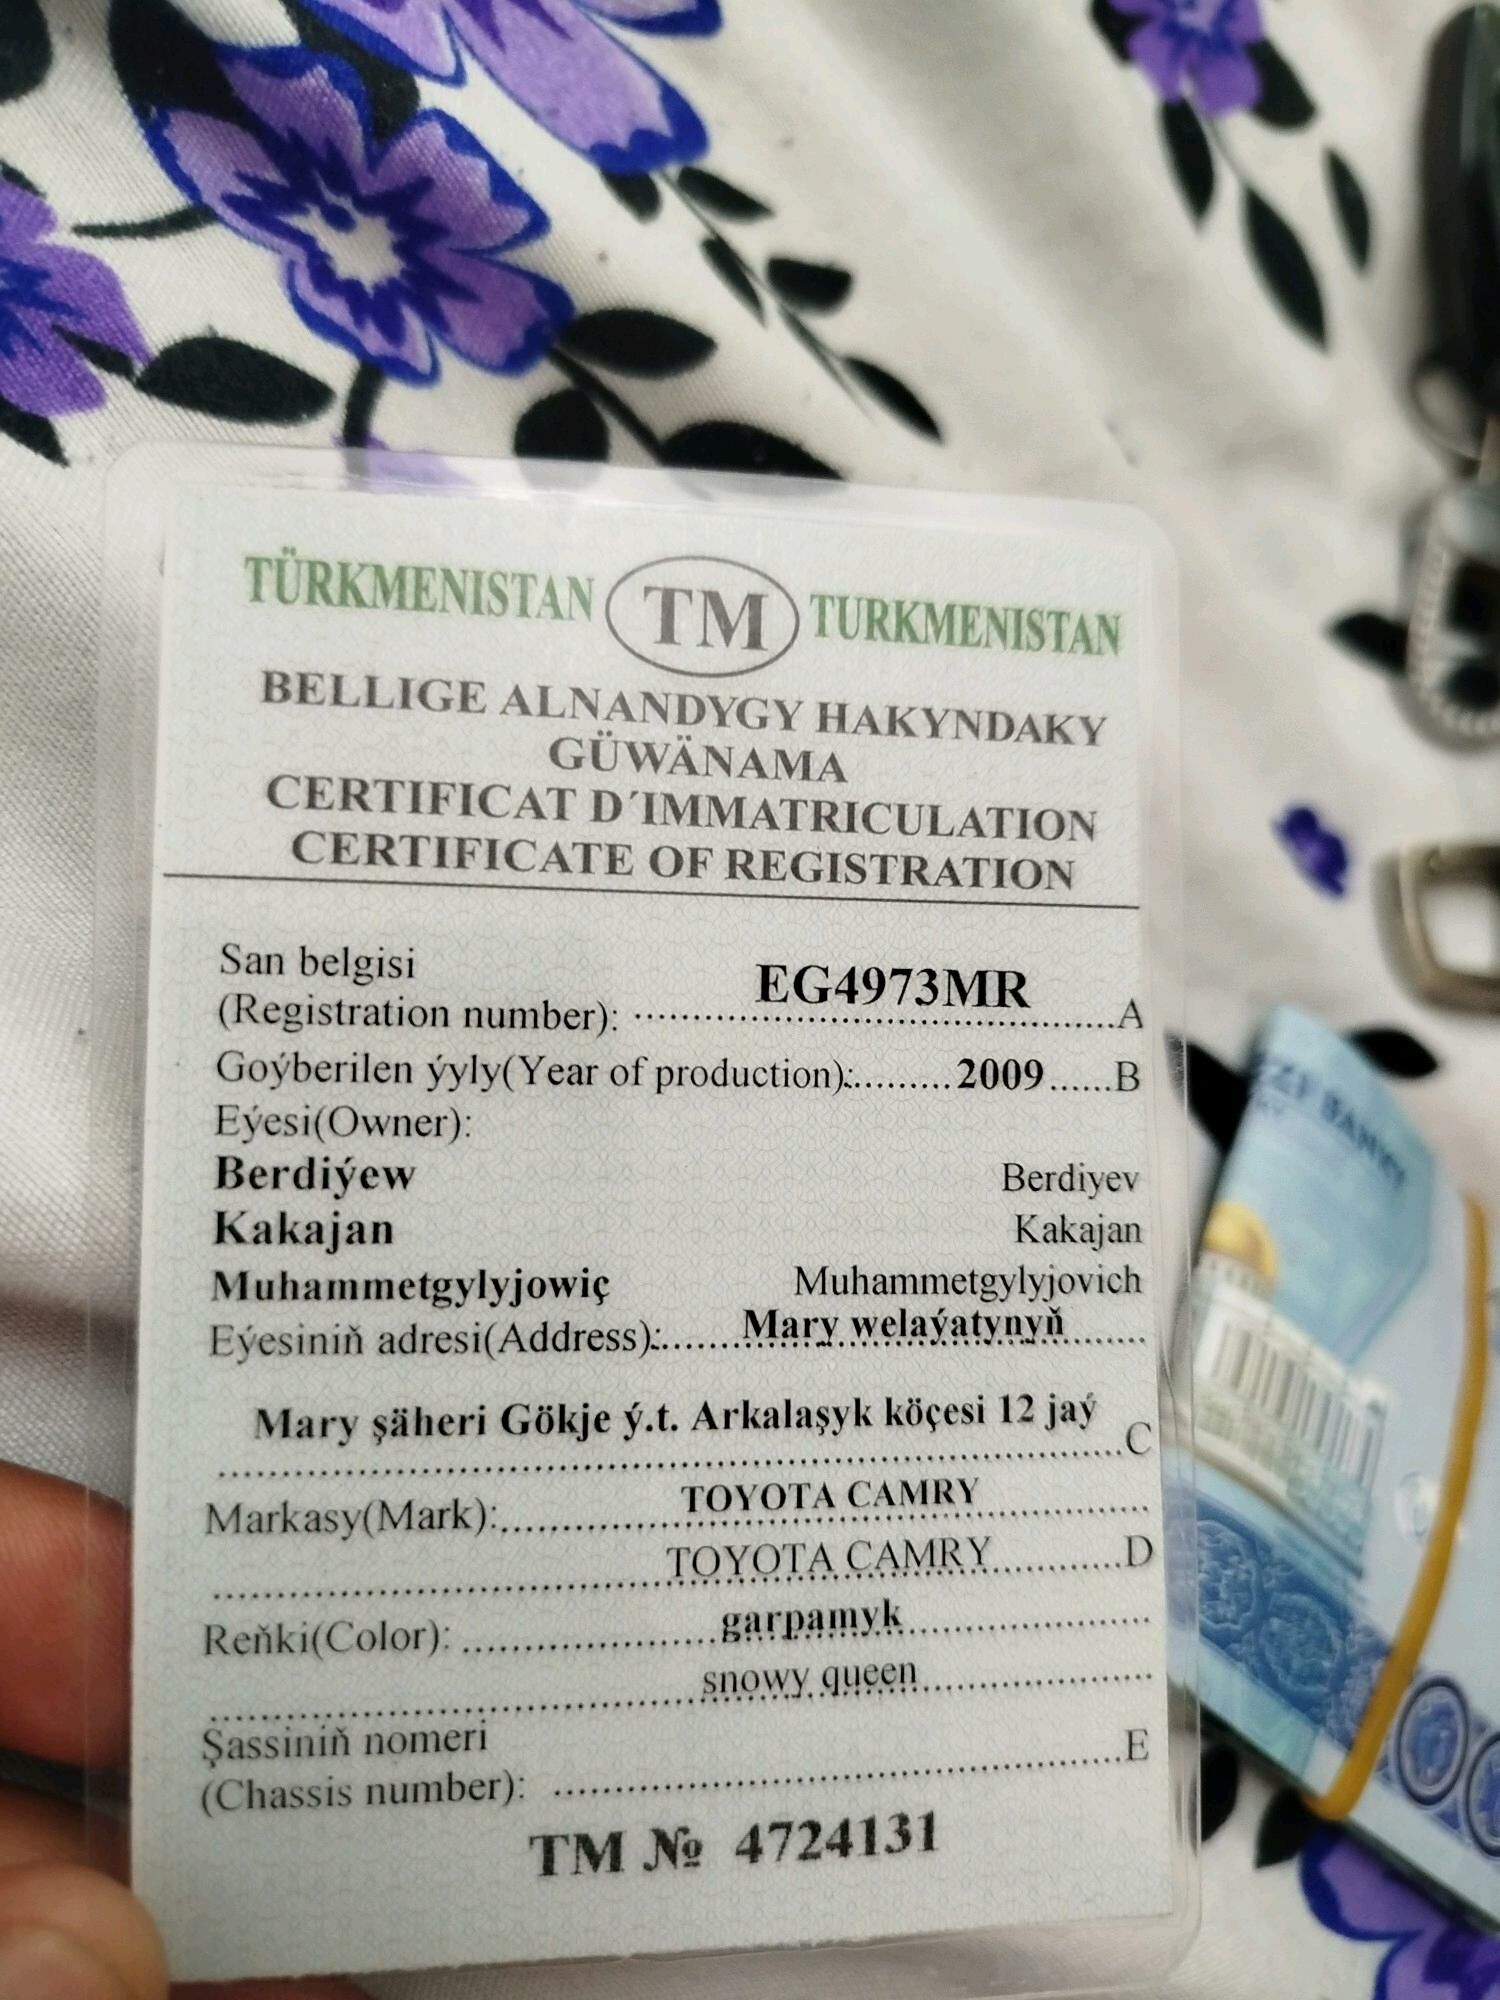 TÜRKMENISTAN TM TURKMENISTAN
BELLIGE ALNANDYGY HAKYNDAKY
GÜWÄNAMA
CERTIFICAT D´IMMATRICULATION
CERTIFICATE OF REGISTRATION
San belgisi
(Registration number): EG4973MR A
Goýberilen ýyly(Year of production): 2009 B
Eýesi(Owner):
Berdiýew Berdiyev
Kakajan Kakajan
Muhammetgylyjowiç Muhammetgylyjovich
Eýesiniň adresi(Address): Mary welaýatynyň
Mary şäheri Gökje ý.t. Arkalaşyk köçesi 12 jaý C
Markasy(Mark): TOYOTA CAMRY
TOYOTA CAMRY D
Reňki(Color): garpamyk
snowy queen
Şassiniň nomeri
(Chassis number): E
TM № 4724131